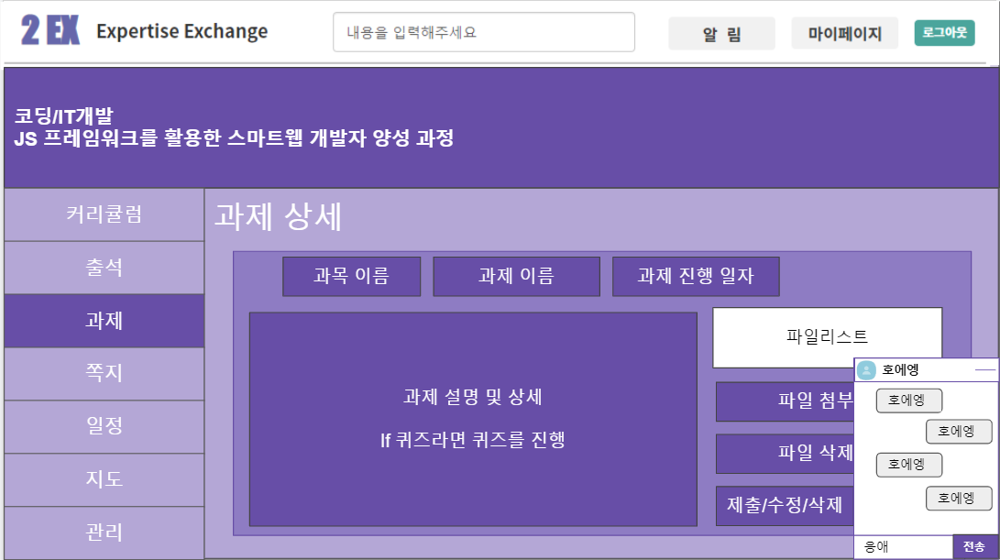 2 EX Expertise Exchange
내용을 입력해주세요
알 림
마이페이지
로그아웃
코딩/IT개발
JS 프레임워크를 활용한 스마트웹 개발자 양성 과정
커리큘럼
출석
과제
쪽지
일정
지도
관리
과제 상세
과목 이름
과제 이름
과제 진행 일자
과제 설명 및 상세
If 퀴즈라면 퀴즈를 진행
파일리스트
파일 첨부
파일 삭제
제출/수정/삭제
호에엥
호에엥
호에엥
호에엥
호에엥
응애
전송